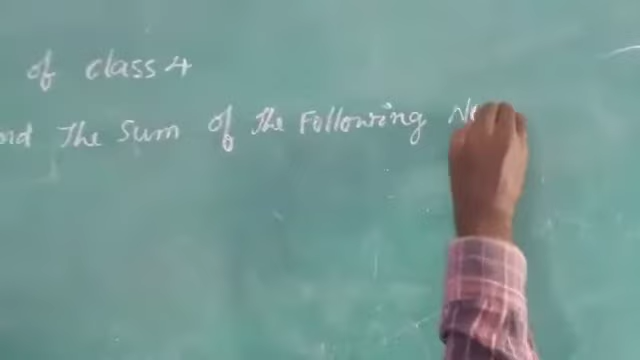 of class 4
nd The Sum of The Following